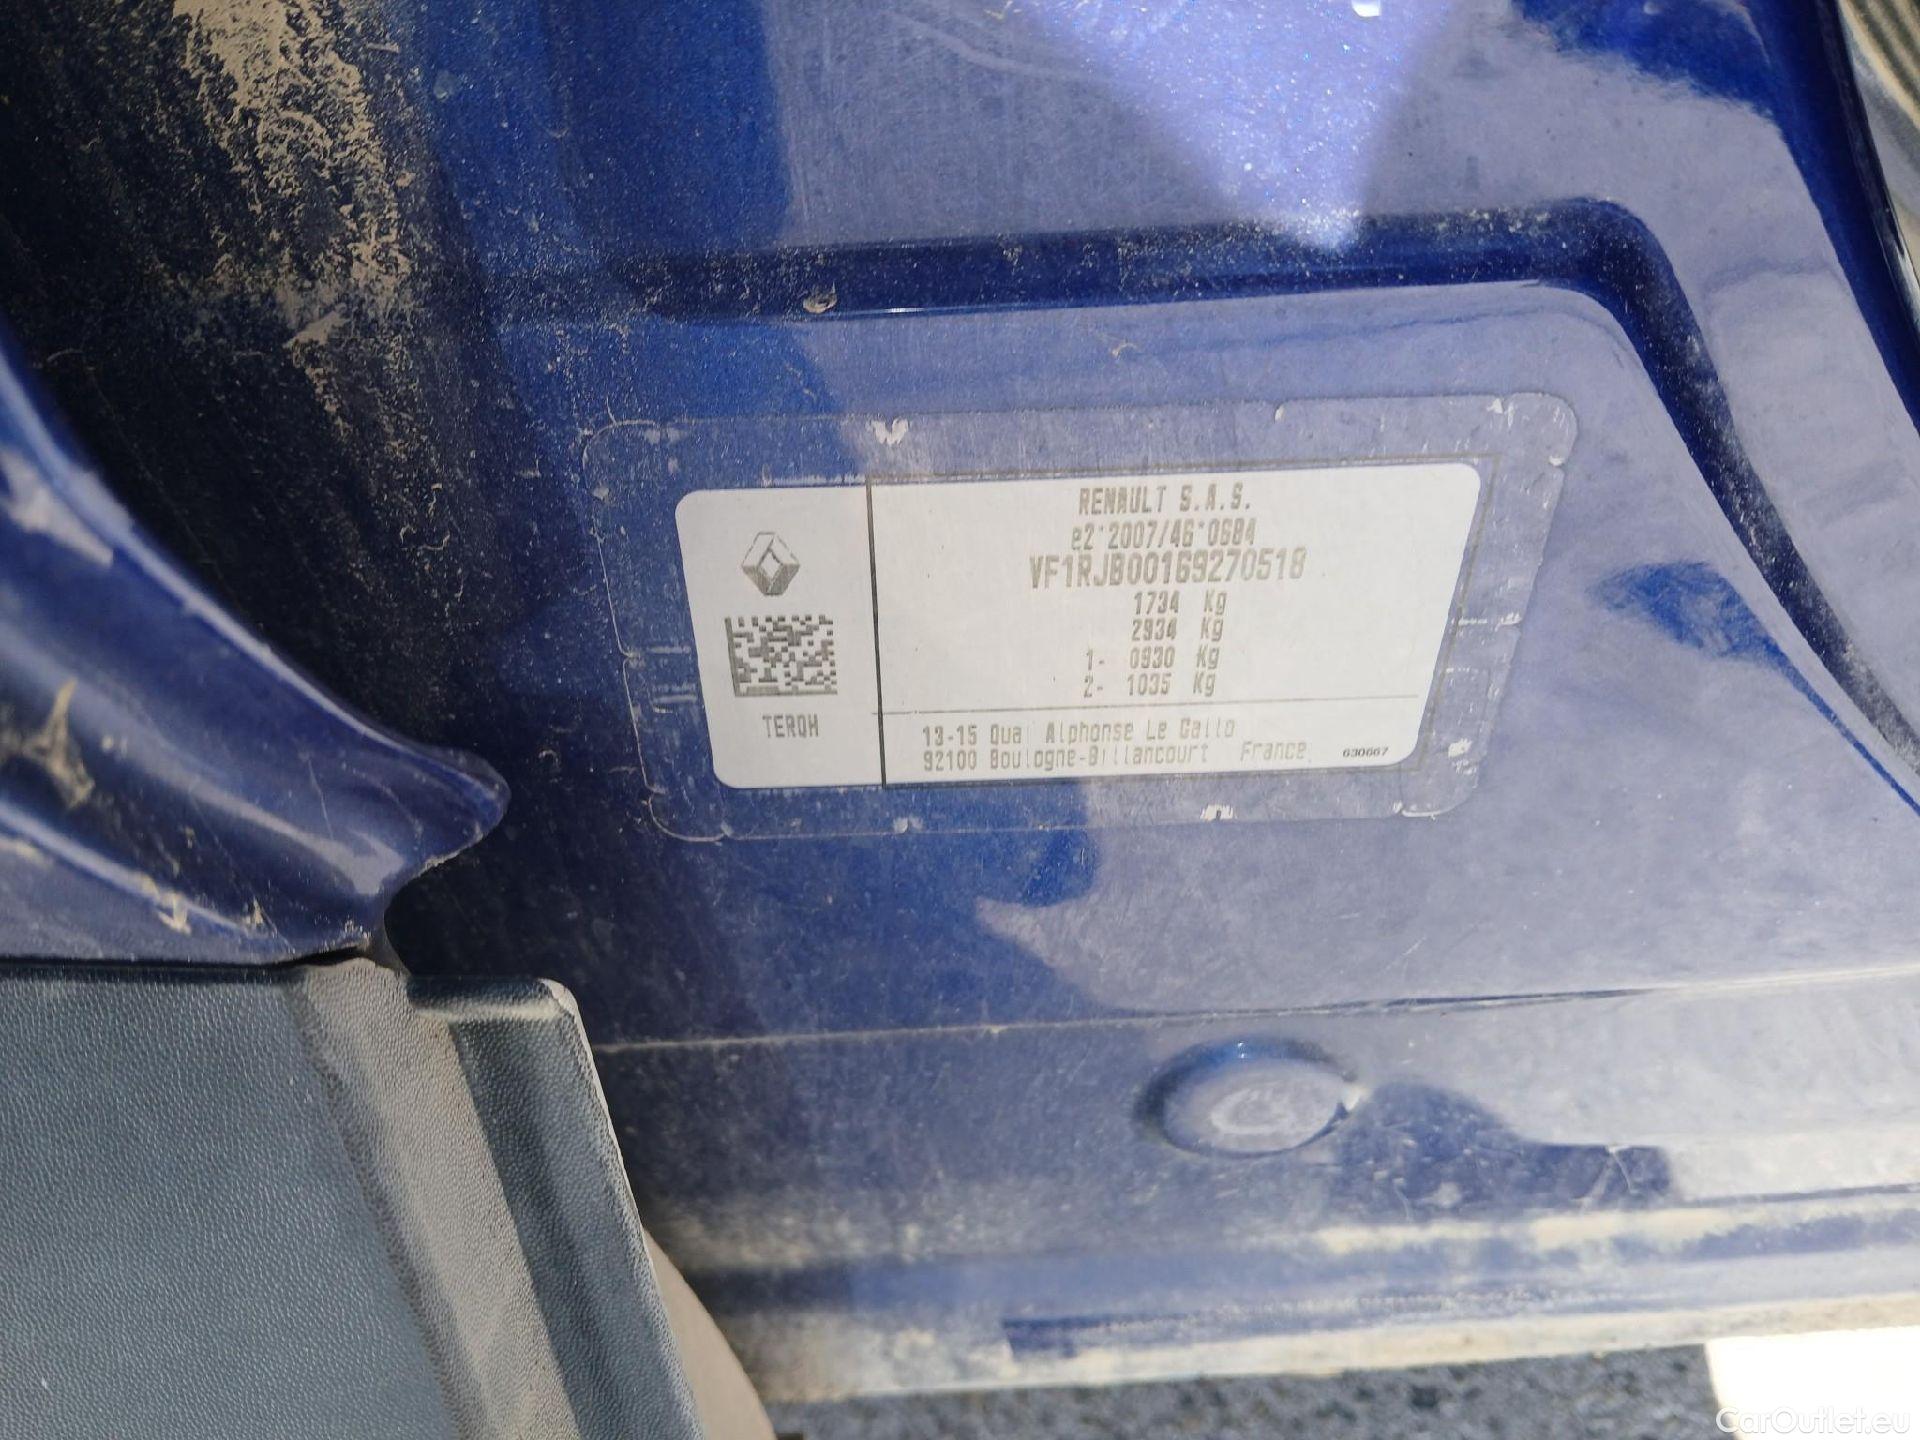 RENAULT S.A.S.
e2*2007/46*0684
VF1RJB00169270518
1734 Kg
2934 Kg
1- 0930 Kg
2- 1035 Kg
TERQM
13-15 Quai Alphonse Le Gallo
92100 Boulogne-Billancourt France
630667
CarOutlet.eu